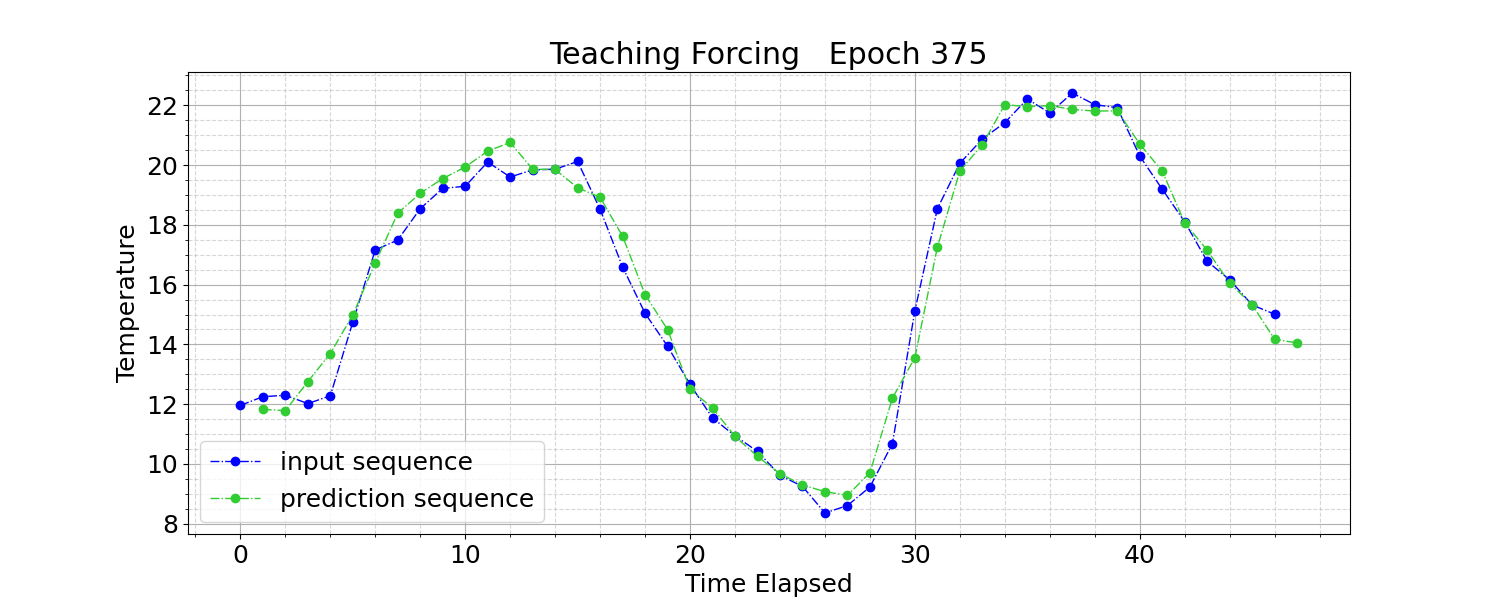 Teaching Forcing   Epoch 375
Temperature
22
20
18
16
14
12
10
8
input sequence
prediction sequence
0 10 20 30 40
Time Elapsed